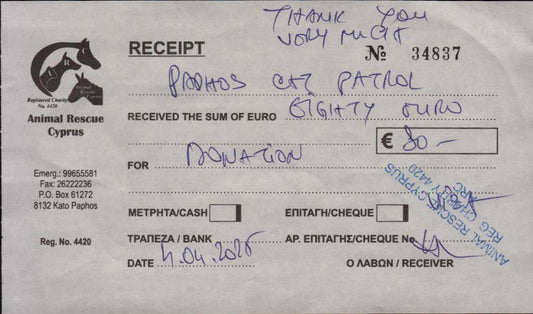 THANK YOU
VERY MUCH
RECEIPT
№ 34837
R
Registered Charity
No. 4420
Animal Rescue
Cyprus
PAPHOS CAT PATROL
RECEIVED THE SUM OF EURO EIGHTY EURO
€ 80 —
FOR DONATION
Emerg.: 99655581
Fax: 26222236
P.O. Box 61272
8132 Kato Paphos
ANIMAL RESCUE CYPRUS
REG CHARITY 4420
ARC
ΜΕΤΡΗΤΑ/CASH
ΕΠΙΤΑΓΗ/CHEQUE
Reg. No. 4420
ΤΡΑΠΕΖΑ / BANK
ΑΡ. ΕΠΙΤΑΓΗΣ/CHEQUE No.
DATE 4.04.2025
Ο ΛΑΒΩΝ / RECEIVER